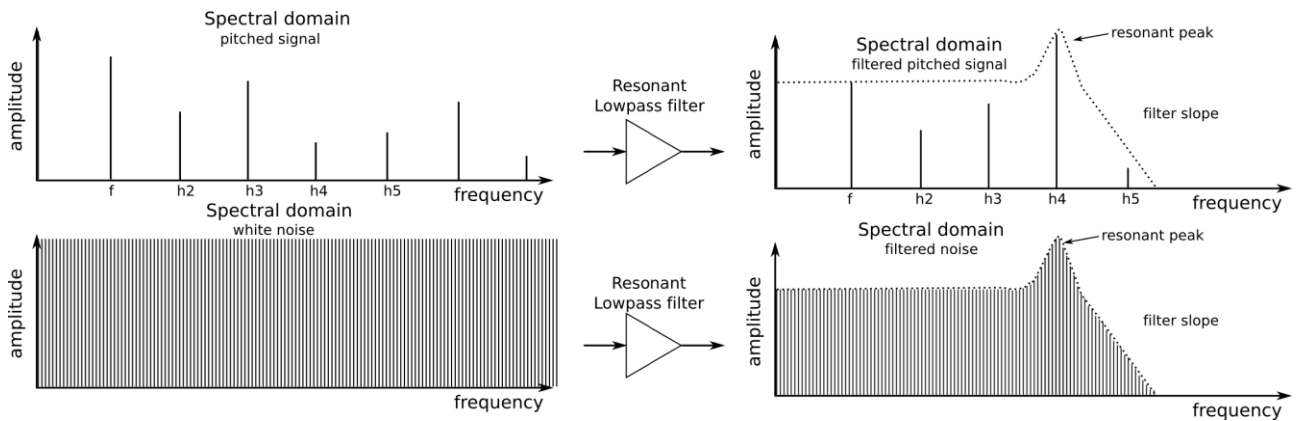 Spectral domain
pitched signal
amplitude
f h2 h3 h4 h5
frequency
Resonant
Lowpass filter
Spectral domain
filtered pitched signal
resonant peak
filter slope
amplitude
f h2 h3 h4 h5
frequency
Spectral domain
white noise
amplitude
frequency
Resonant
Lowpass filter
Spectral domain
filtered noise
resonant peak
filter slope
amplitude
frequency